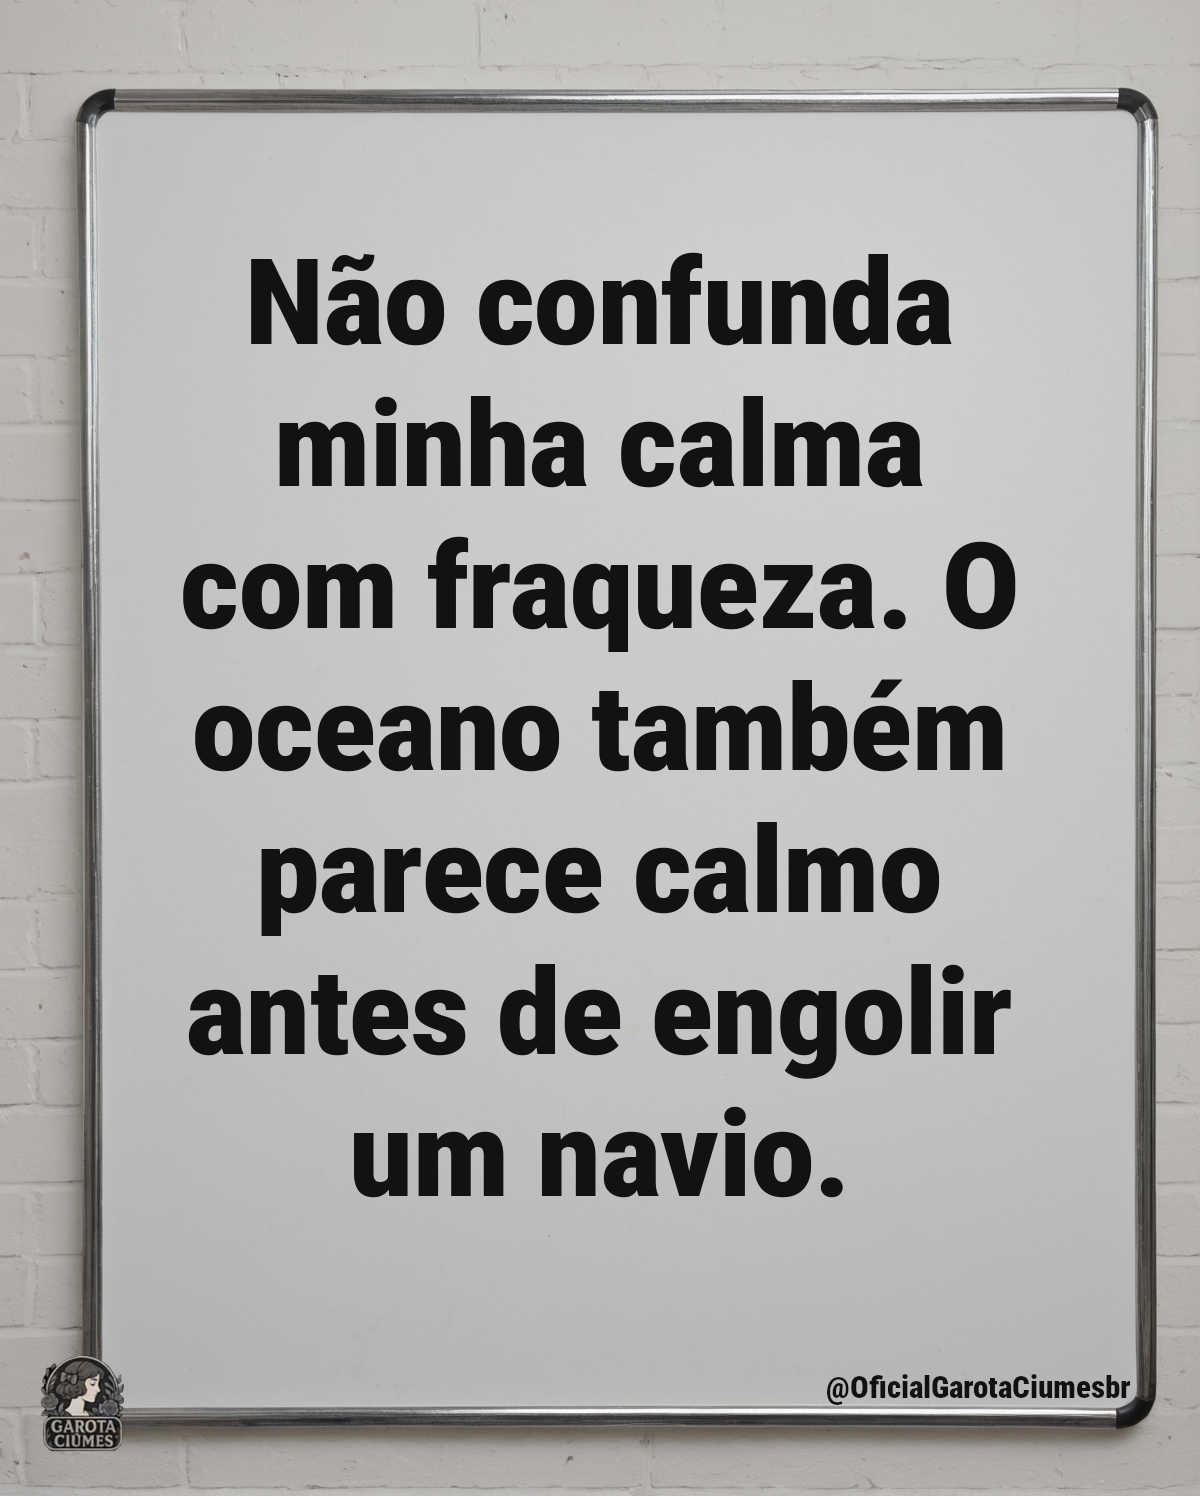 Não confunda
minha calma
com fraqueza. O
oceano também
parece calmo
antes de engolir
um navio.
@OficialGarotaCiumesbr
GAROTA
CIÚMES